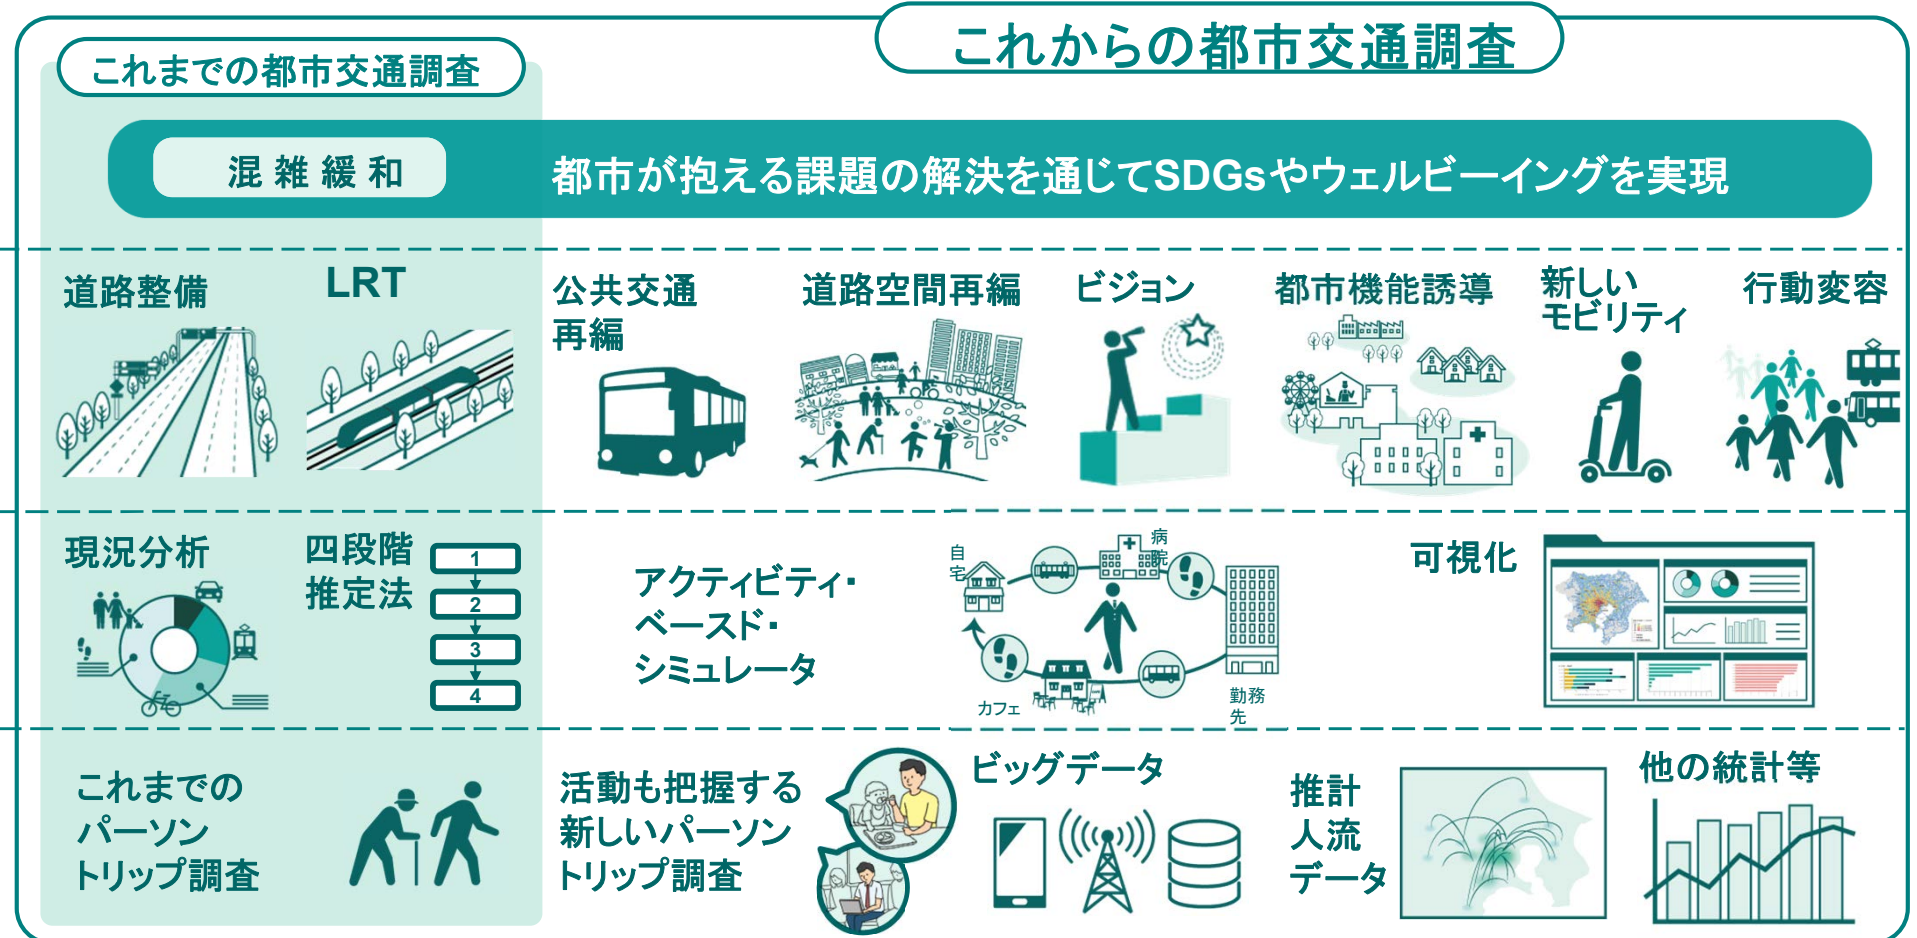 これからの都市交通調査
これまでの都市交通調査
混雑緩和
都市が抱える課題の解決を通じてSDGsやウェルビーイングを実現
道路整備
LRT
公共交通
再編
道路空間再編
ビジョン
都市機能誘導
新しい
モビリティ
行動変容
現況分析
四段階
推定法
1
2
3
4
アクティビティ・
ベースド・
シミュレータ
自
宅
病
院
カフェ
勤務
先
可視化
これまでの
パーソン
トリップ調査
活動も把握する
新しいパーソン
トリップ調査
ビッグデータ
推計
人流
データ
他の統計等